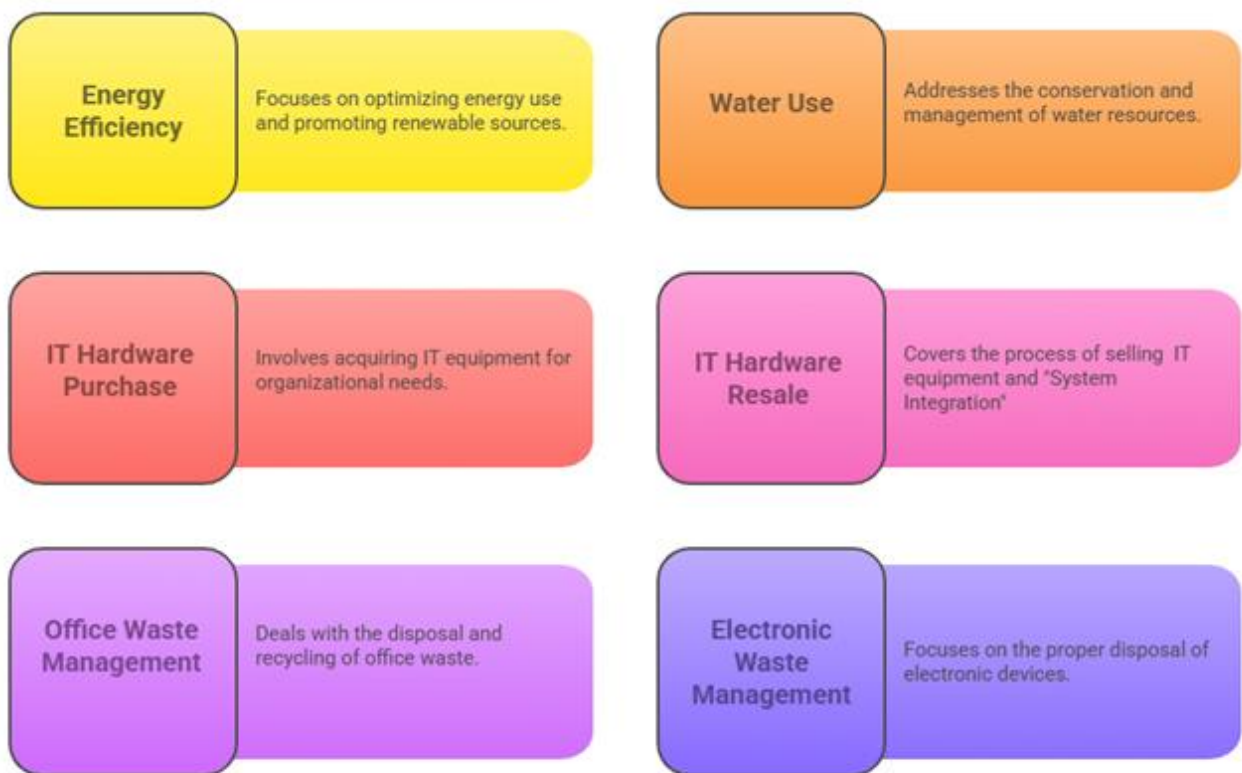 Energy
Efficiency
Focuses on optimizing energy use
and promoting renewable sources.
Water Use
Addresses the conservation and
management of water resources.
IT Hardware
Purchase
Involves acquiring IT equipment for
organizational needs.
IT Hardware
Resale
Covers the process of selling  IT
equipment and "System
Integration"
Office Waste
Management
Deals with the disposal and
recycling of office waste.
Electronic
Waste
Management
Focuses on the proper disposal of
electronic devices.